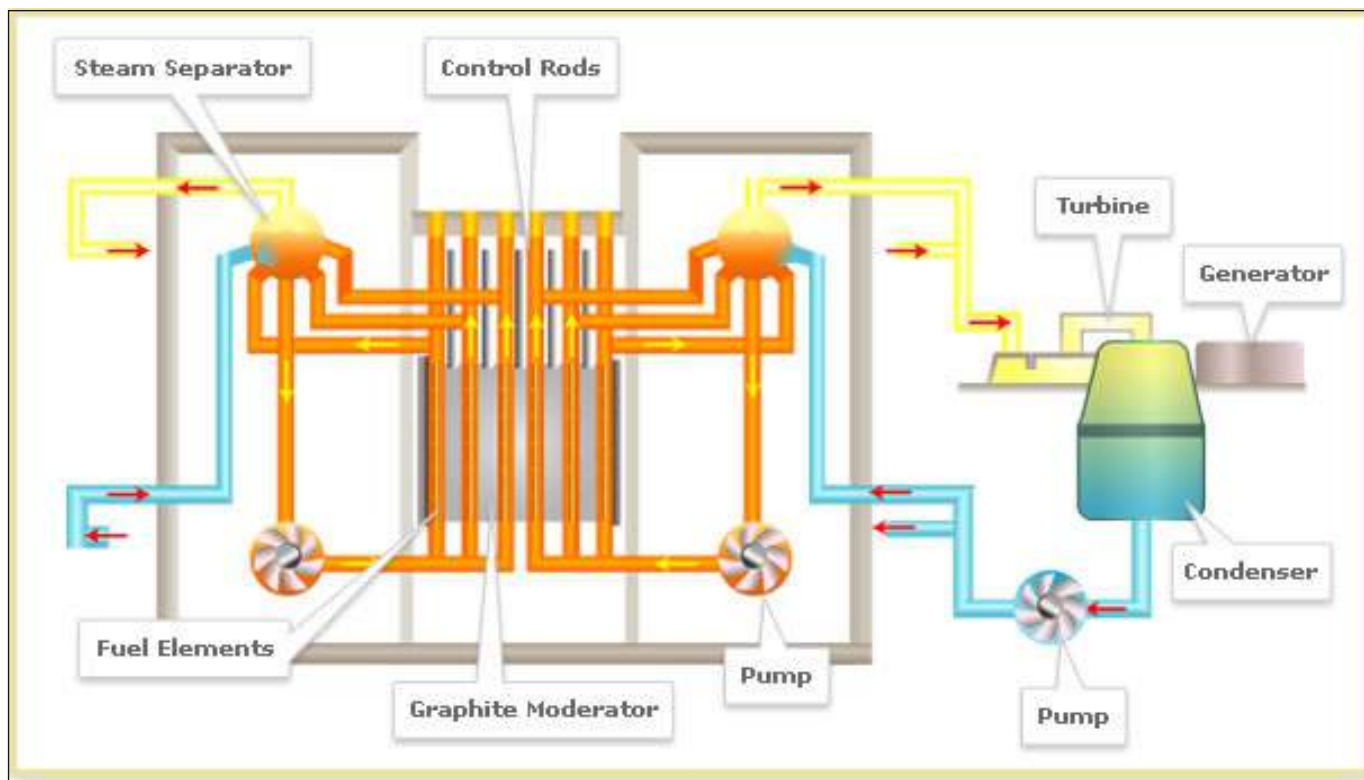 Steam Separator
Control Rods
Turbine
Generator
Condenser
Fuel Elements
Pump
Graphite Moderator
Pump